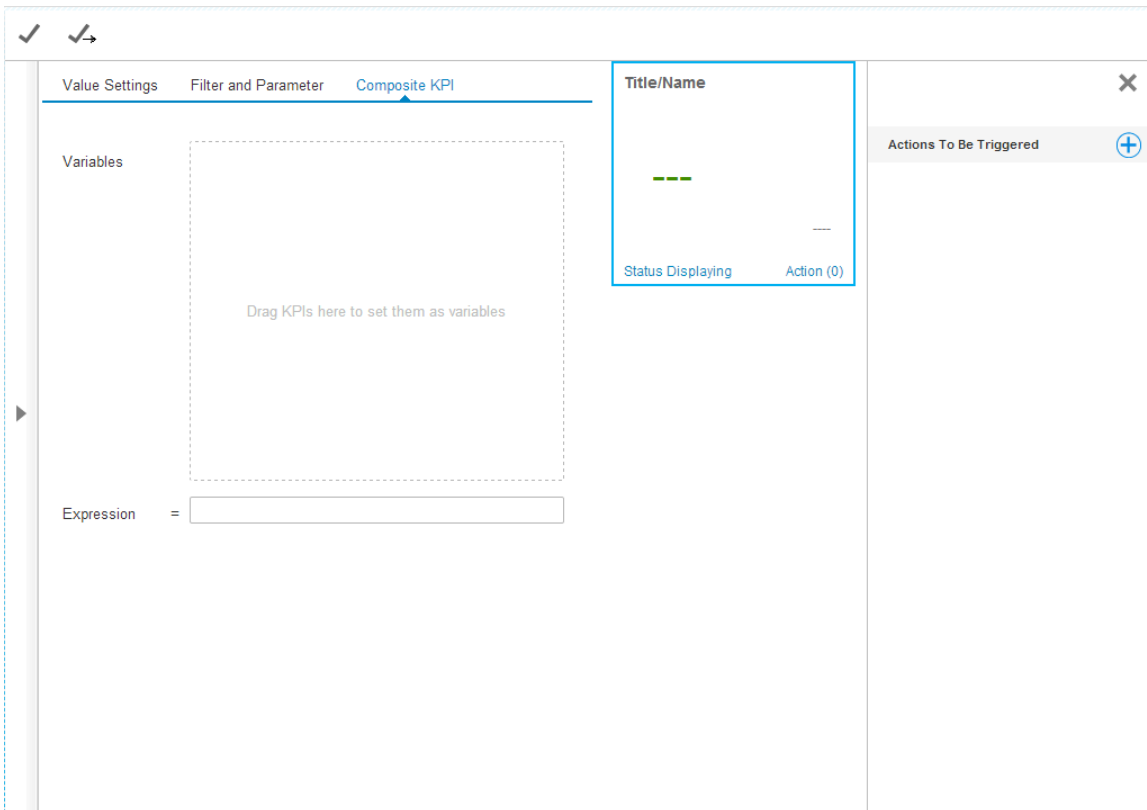 Value Settings Filter and Parameter Composite KPI
Variables
Drag KPIs here to set them as variables
Expression =
Title/Name
---
----
Status Displaying Action (0)
Actions To Be Triggered